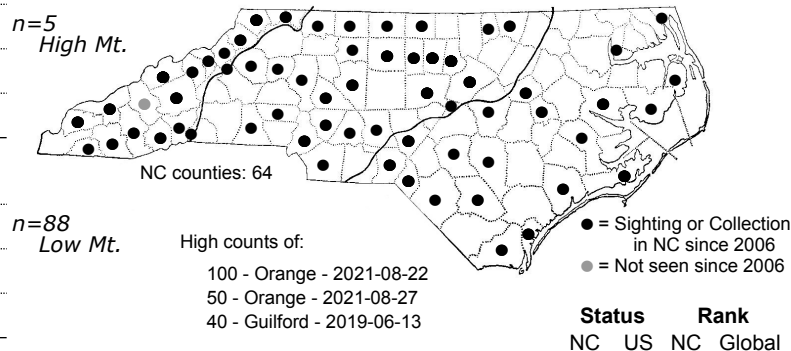 n=5
High Mt.
NC counties: 64
n=88
Low Mt.
High counts of:
100 - Orange - 2021-08-22
50 - Orange - 2021-08-27
40 - Guilford - 2019-06-13
= Sighting or Collection
in NC since 2006
= Not seen since 2006
Status Rank
NC US NC Global